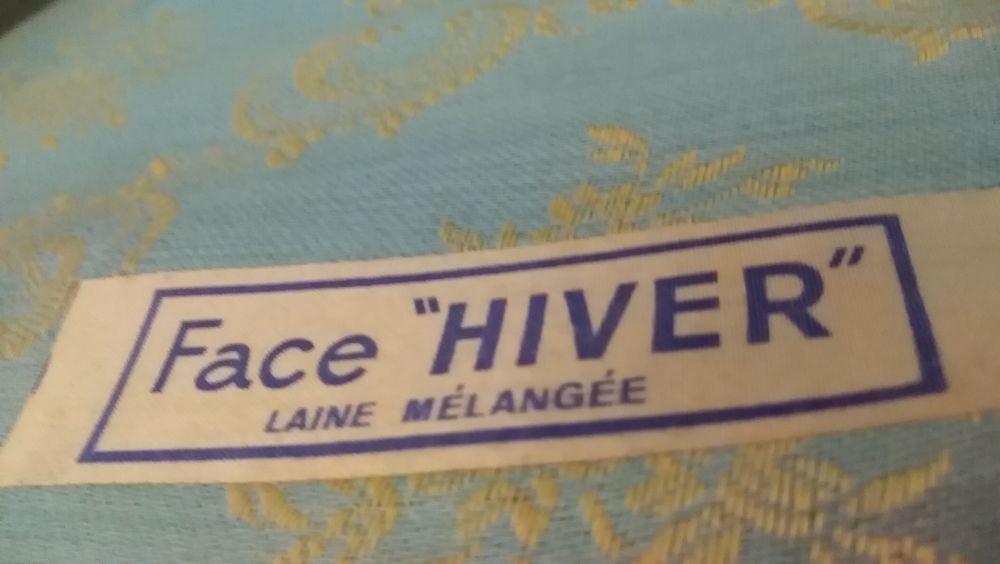 Face "HIVER"
LAINE MÉLANGÉE